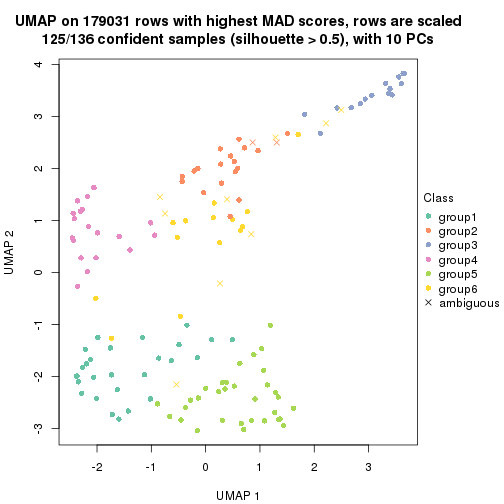 UMAP on 179031 rows with highest MAD scores, rows are scaled
125/136 confident samples (silhouette > 0.5), with 10 PCs
4
3
2
1
0
-1
-2
-3
UMAP 2
-2
-1
0
1
2
3
UMAP 1
Class
group1
group2
group3
group4
group5
group6
ambiguous